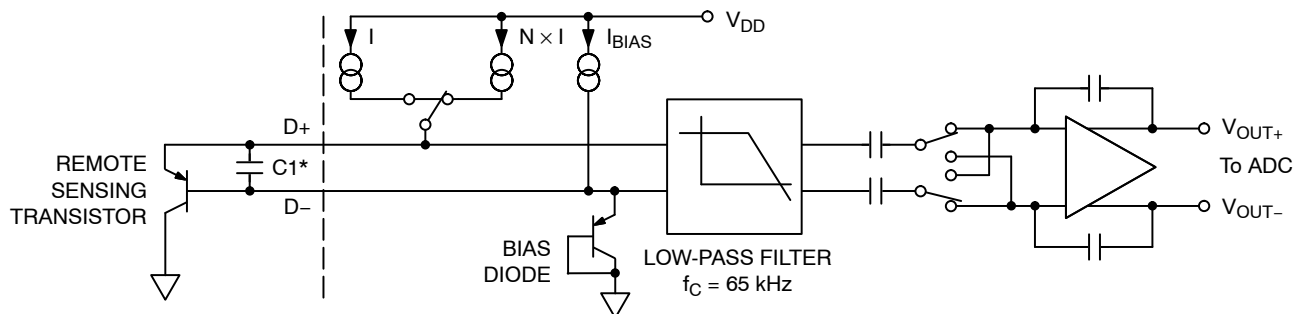 V_DD
I
N × I
I_BIAS
D+
C1*
REMOTE
SENSING
TRANSISTOR
D−
BIAS
DIODE
LOW-PASS FILTER
f_C = 65 kHz
V_OUT+
To ADC
V_OUT−